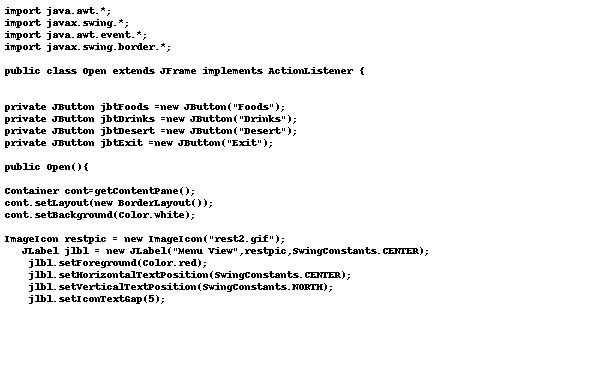 import java.awt.*;
import javax.swing.*;
import java.awt.event.*;
import javax.swing.border.*;
public class Open extends JFrame implements ActionListener {
private JButton jbtFoods =new JButton("Foods");
private JButton jbtDrinks =new JButton("Drinks");
private JButton jbtDesert =new JButton("Desert");
private JButton jbtExit =new JButton("Exit");
public Open(){
Container cont=getContentPane();
cont.setLayout(new BorderLayout());
cont.setBackground(Color.white);
ImageIcon restpic = new ImageIcon("rest2.gif");
JLabel jlbl = new JLabel("Menu View",restpic,SwingConstants.CENTER);
jlbl.setForeground(Color.red);
jlbl.setHorizontalTextPosition(SwingConstants.CENTER);
jlbl.setVerticalTextPosition(SwingConstants.NORTH);
jlbl.setIconTextGap(5);